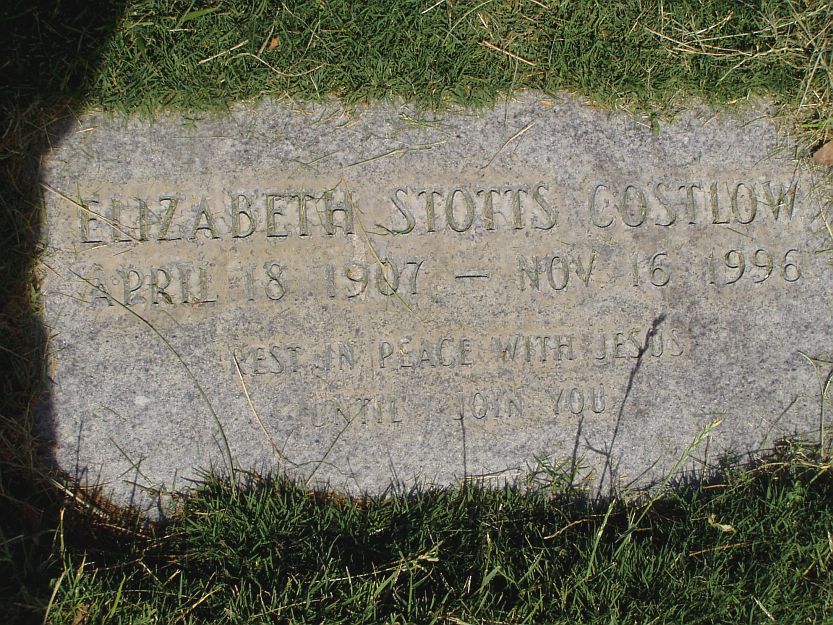 ELIZABETH STOTTS COSTLOW
APRIL 18 1907 — NOV 16 1996
REST IN PEACE WITH JESUS
UNTIL I JOIN YOU